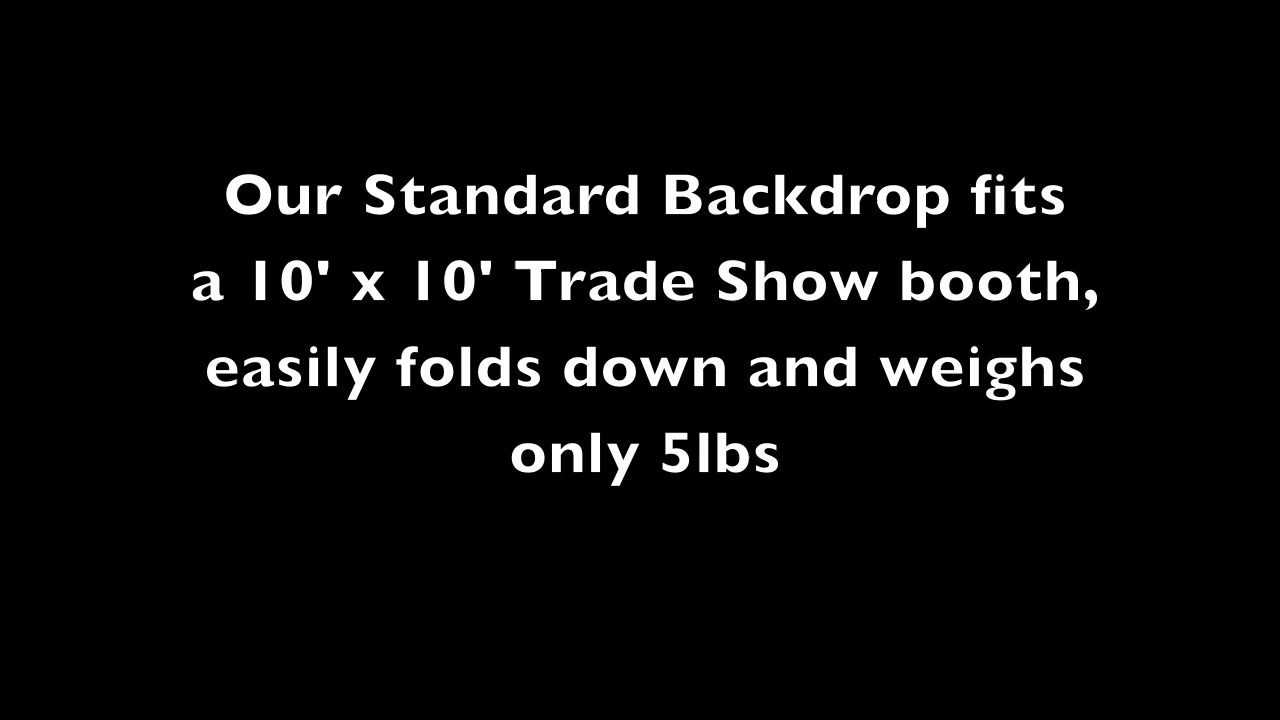 Our Standard Backdrop fits
a 10' x 10' Trade Show booth,
easily folds down and weighs
only 5lbs